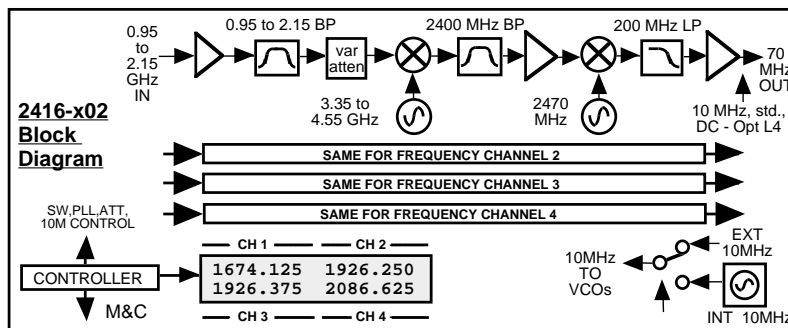 0.95 to 2.15 BP
2400 MHz BP
200 MHz LP
0.95
to
2.15
GHz
IN
var
atten
70
MHz
OUT
3.35 to
4.55 GHz
2470
MHz
10 MHz, std.,
DC - Opt L4
2416-x02
Block
Diagram
SAME FOR FREQUENCY CHANNEL 2
SAME FOR FREQUENCY CHANNEL 3
SAME FOR FREQUENCY CHANNEL 4
SW,PLL,ATT,
10M CONTROL
CONTROLLER
M&C
CH 1 CH 2
1674.125 1926.250
1926.375 2086.625
CH 3 CH 4
10MHz
TO
VCOs
EXT
10MHz
INT 10MHz